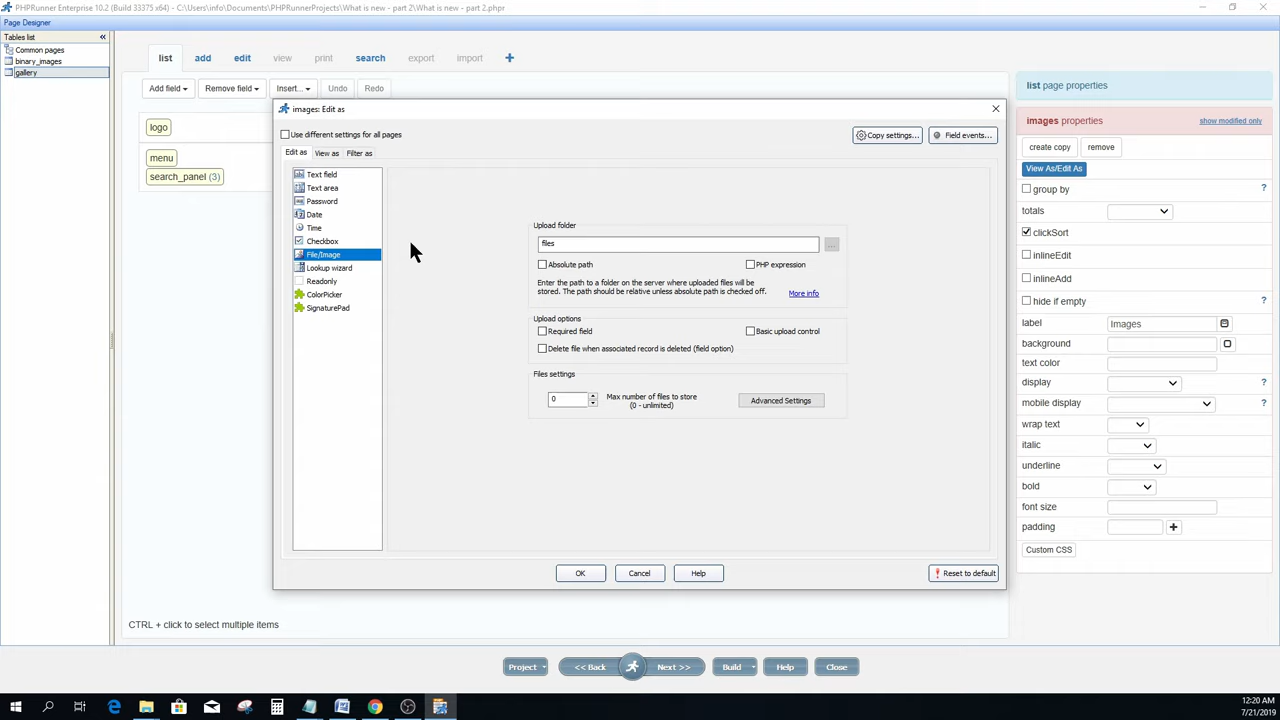 PHPRunner Enterprise 10.2 (Build 33375 x64) - C:\Users\info\Documents\PHPRunnerProjects\What is new - part 2\What is new - part 2.phpr
Page Designer
Tables list
Common pages
binary_images
gallery
list add edit view print search export import
Add field Remove field Insert... Undo Redo
logo
menu
search_panel (3)
images: Edit as
Use different settings for all pages
Copy settings... Field events...
Edit as View as Filter as
Text field
Text area
Password
Date
Time
Checkbox
File/Image
Lookup wizard
Readonly
ColorPicker
SignaturePad
Upload folder
files
...
Absolute path PHP expression
Enter the path to a folder on the server where uploaded files will be
stored. The path should be relative unless absolute path is checked off.
More info
Upload options
Required field Basic upload control
Delete file when associated record is deleted (field option)
Files settings
0
Max number of files to store
(0 - unlimited)
Advanced Settings
OK Cancel Help
Reset to default
list page properties
images properties
show modified only
create copy remove
View As/Edit As
group by ?
totals
clickSort
inlineEdit
inlineAdd
hide if empty ?
label Images
background
text color
display ?
mobile display ?
wrap text
italic
underline
bold
font size
padding
Custom CSS
CTRL + click to select multiple items
Project << Back Next >> Build Help Close
12:20 AM
7/21/2019